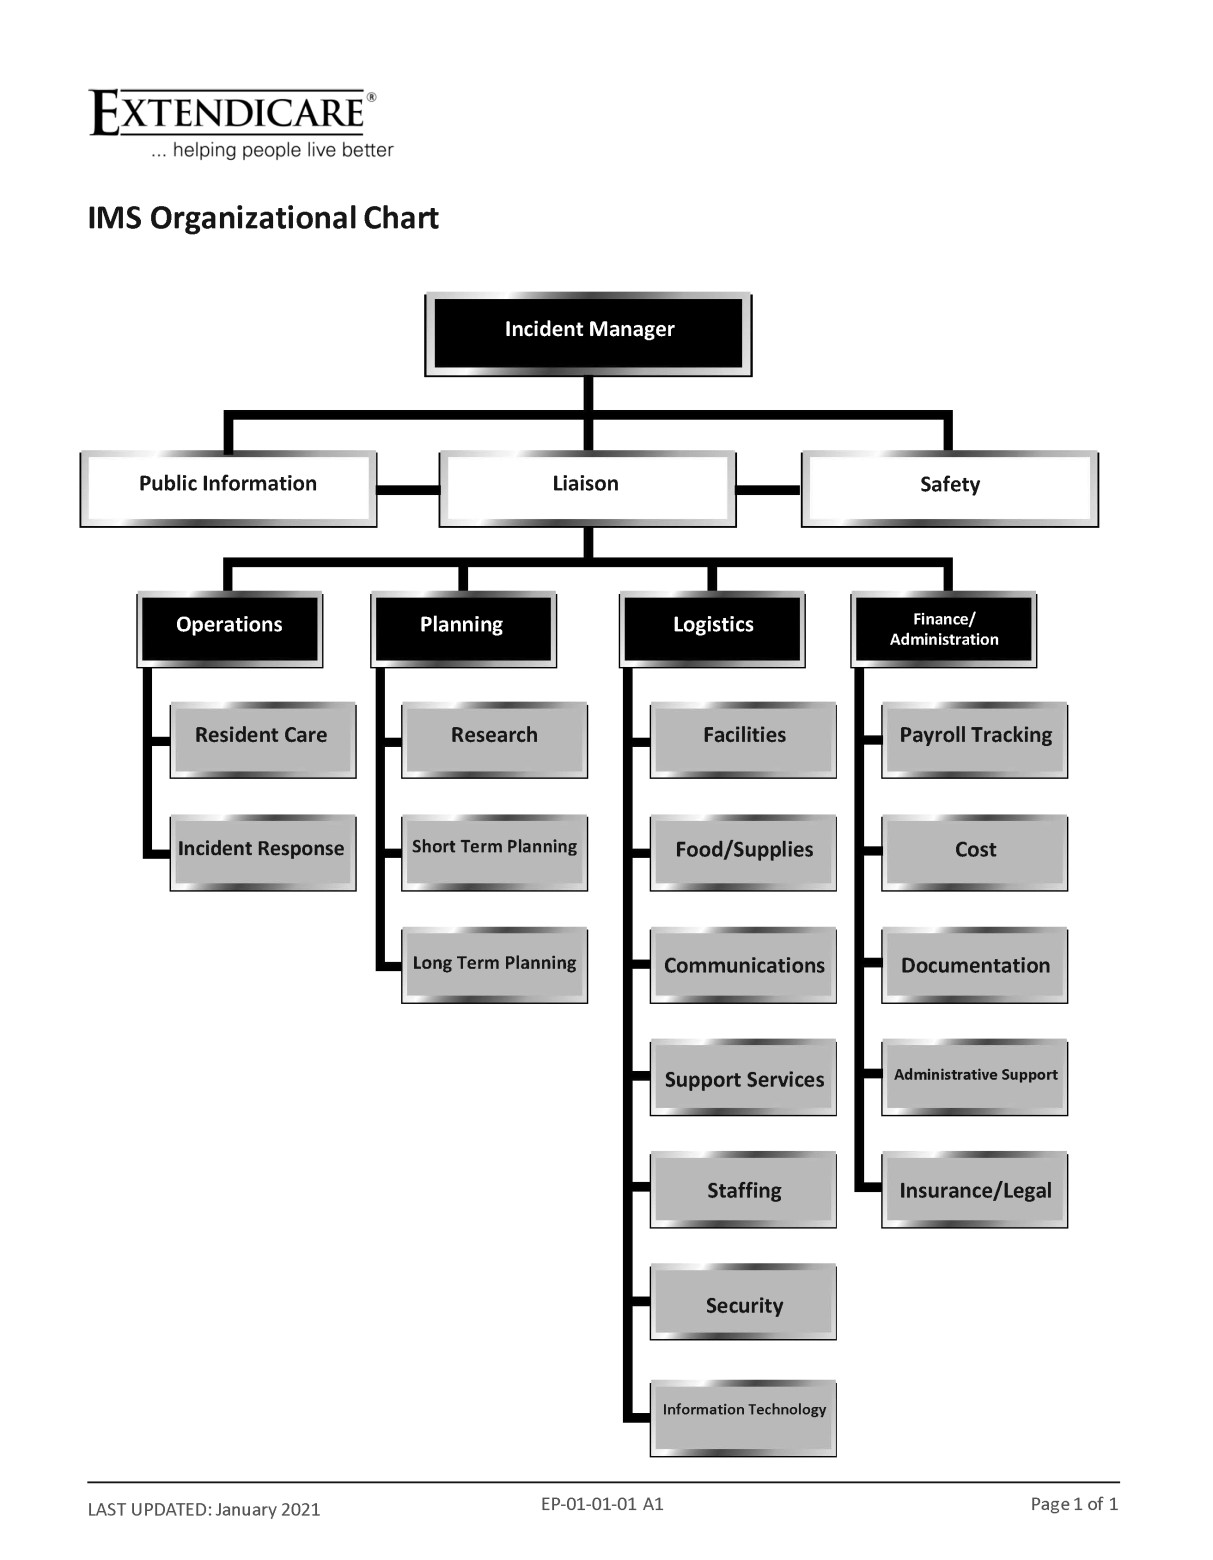 EXTENDICARE®
... helping people live better
IMS Organizational Chart
Incident Manager
Public Information
Liaison
Safety
Operations
Planning
Logistics
Finance/
Administration
Resident Care
Research
Facilities
Payroll Tracking
Incident Response
Short Term Planning
Food/Supplies
Cost
Long Term Planning
Communications
Documentation
Support Services
Administrative Support
Staffing
Insurance/Legal
Security
Information Technology
LAST UPDATED: January 2021
EP-01-01-01 A1
Page 1 of 1